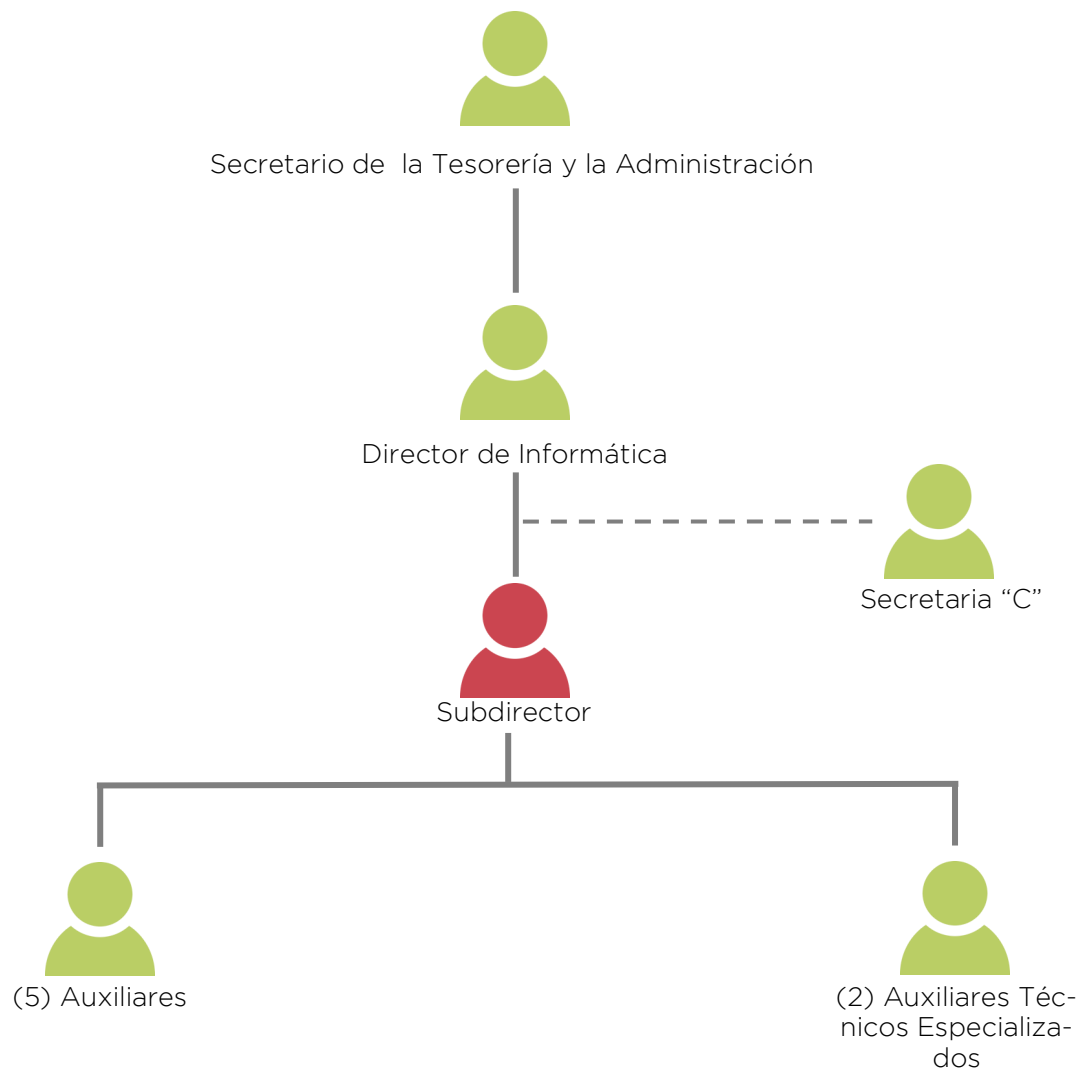 Secretario de  la Tesorería y la Administración
Director de Informática
Secretaria “C”
Subdirector
(5) Auxiliares
(2) Auxiliares Téc-
nicos Especializa-
dos